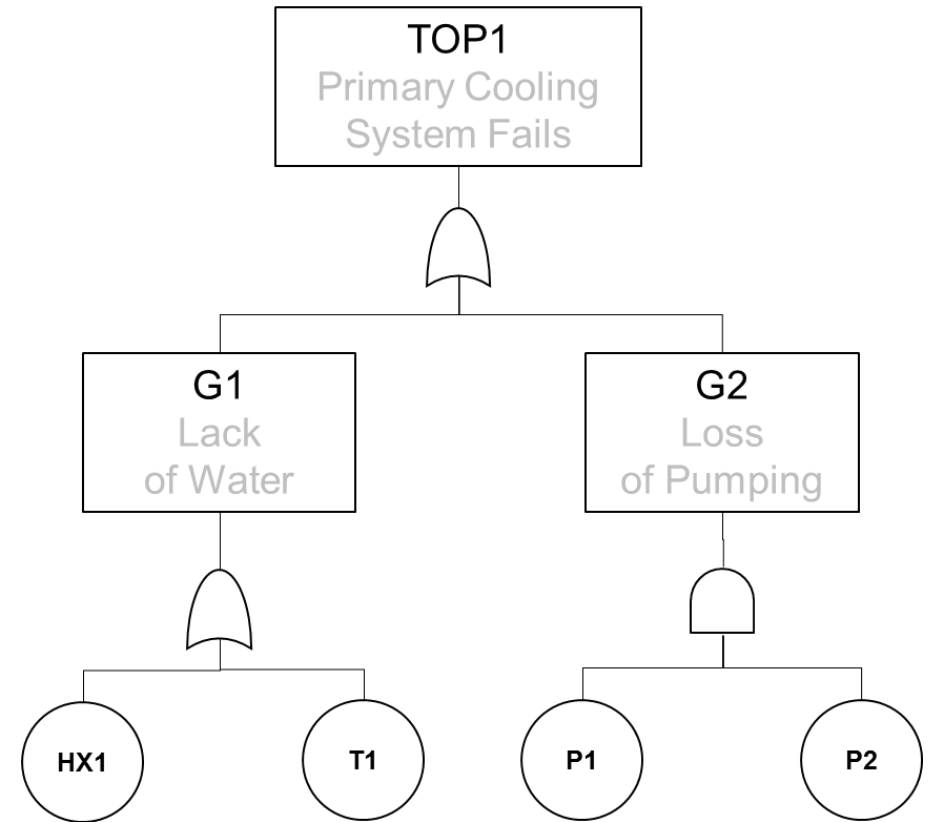 TOP1
Primary Cooling
System Fails
G1
Lack
of Water
G2
Loss
of Pumping
HX1
T1
P1
P2